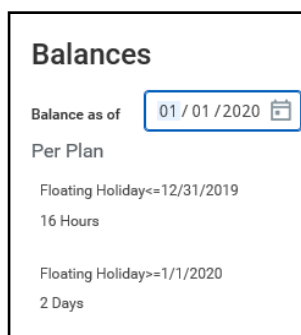 Balances
Balance as of 01 / 01 / 2020
Per Plan
Floating Holiday<=12/31/2019
16 Hours
Floating Holiday>=1/1/2020
2 Days